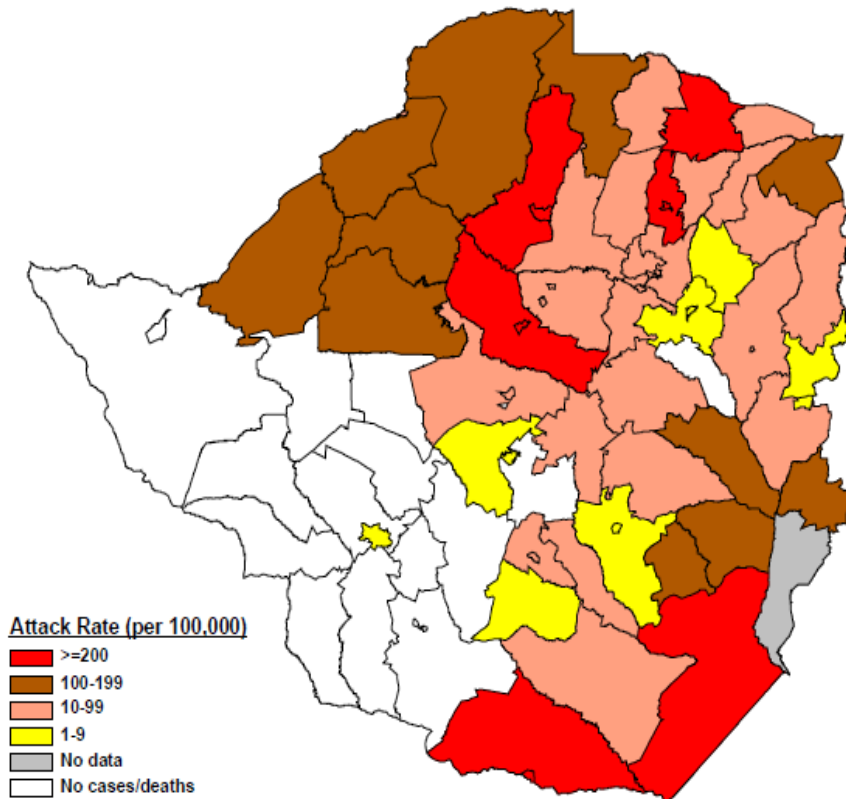 Attack Rate (per 100,000)
>=200
100-199
10-99
1-9
No data
No cases/deaths